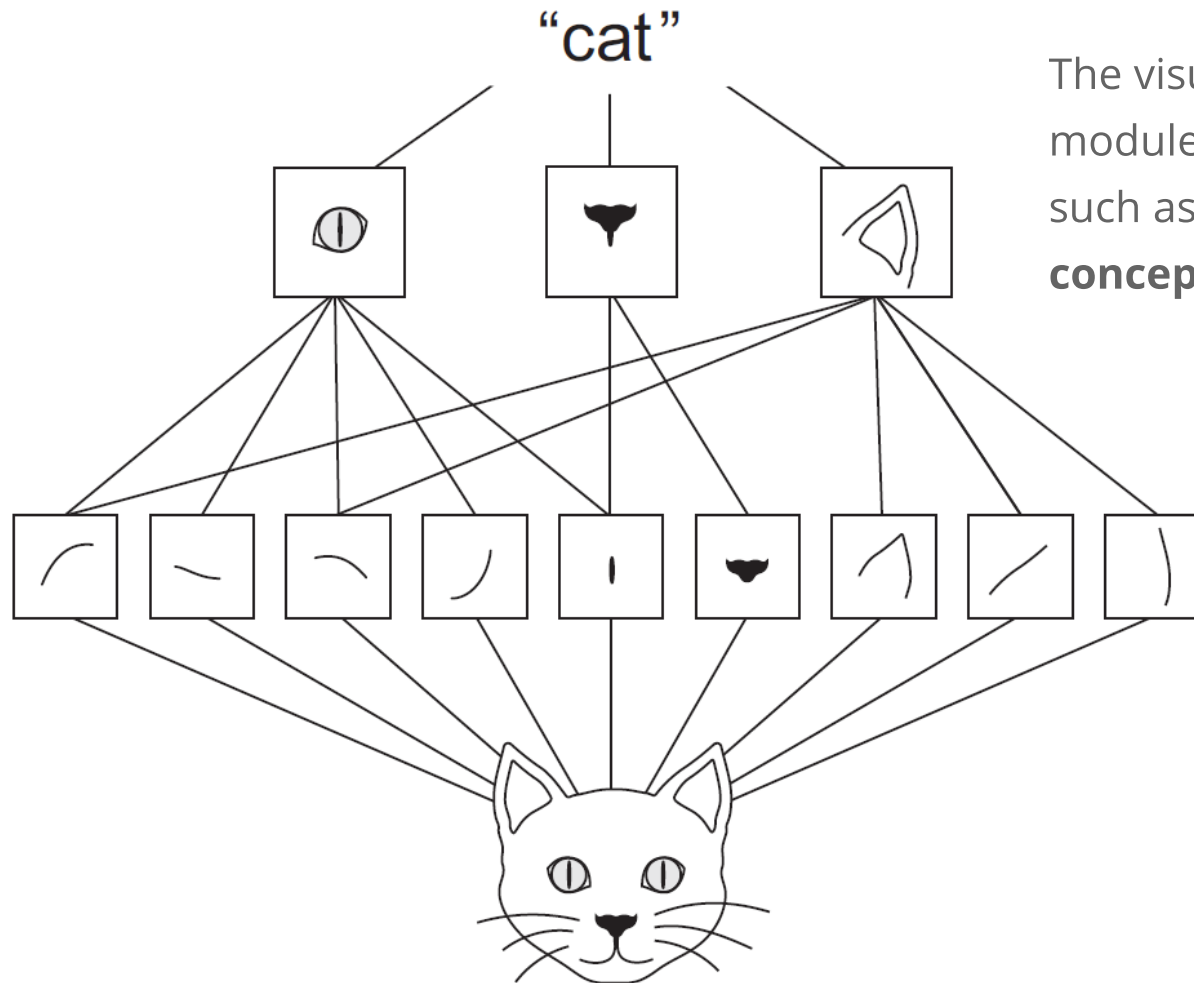 “cat”
The visu
module
such as
concep